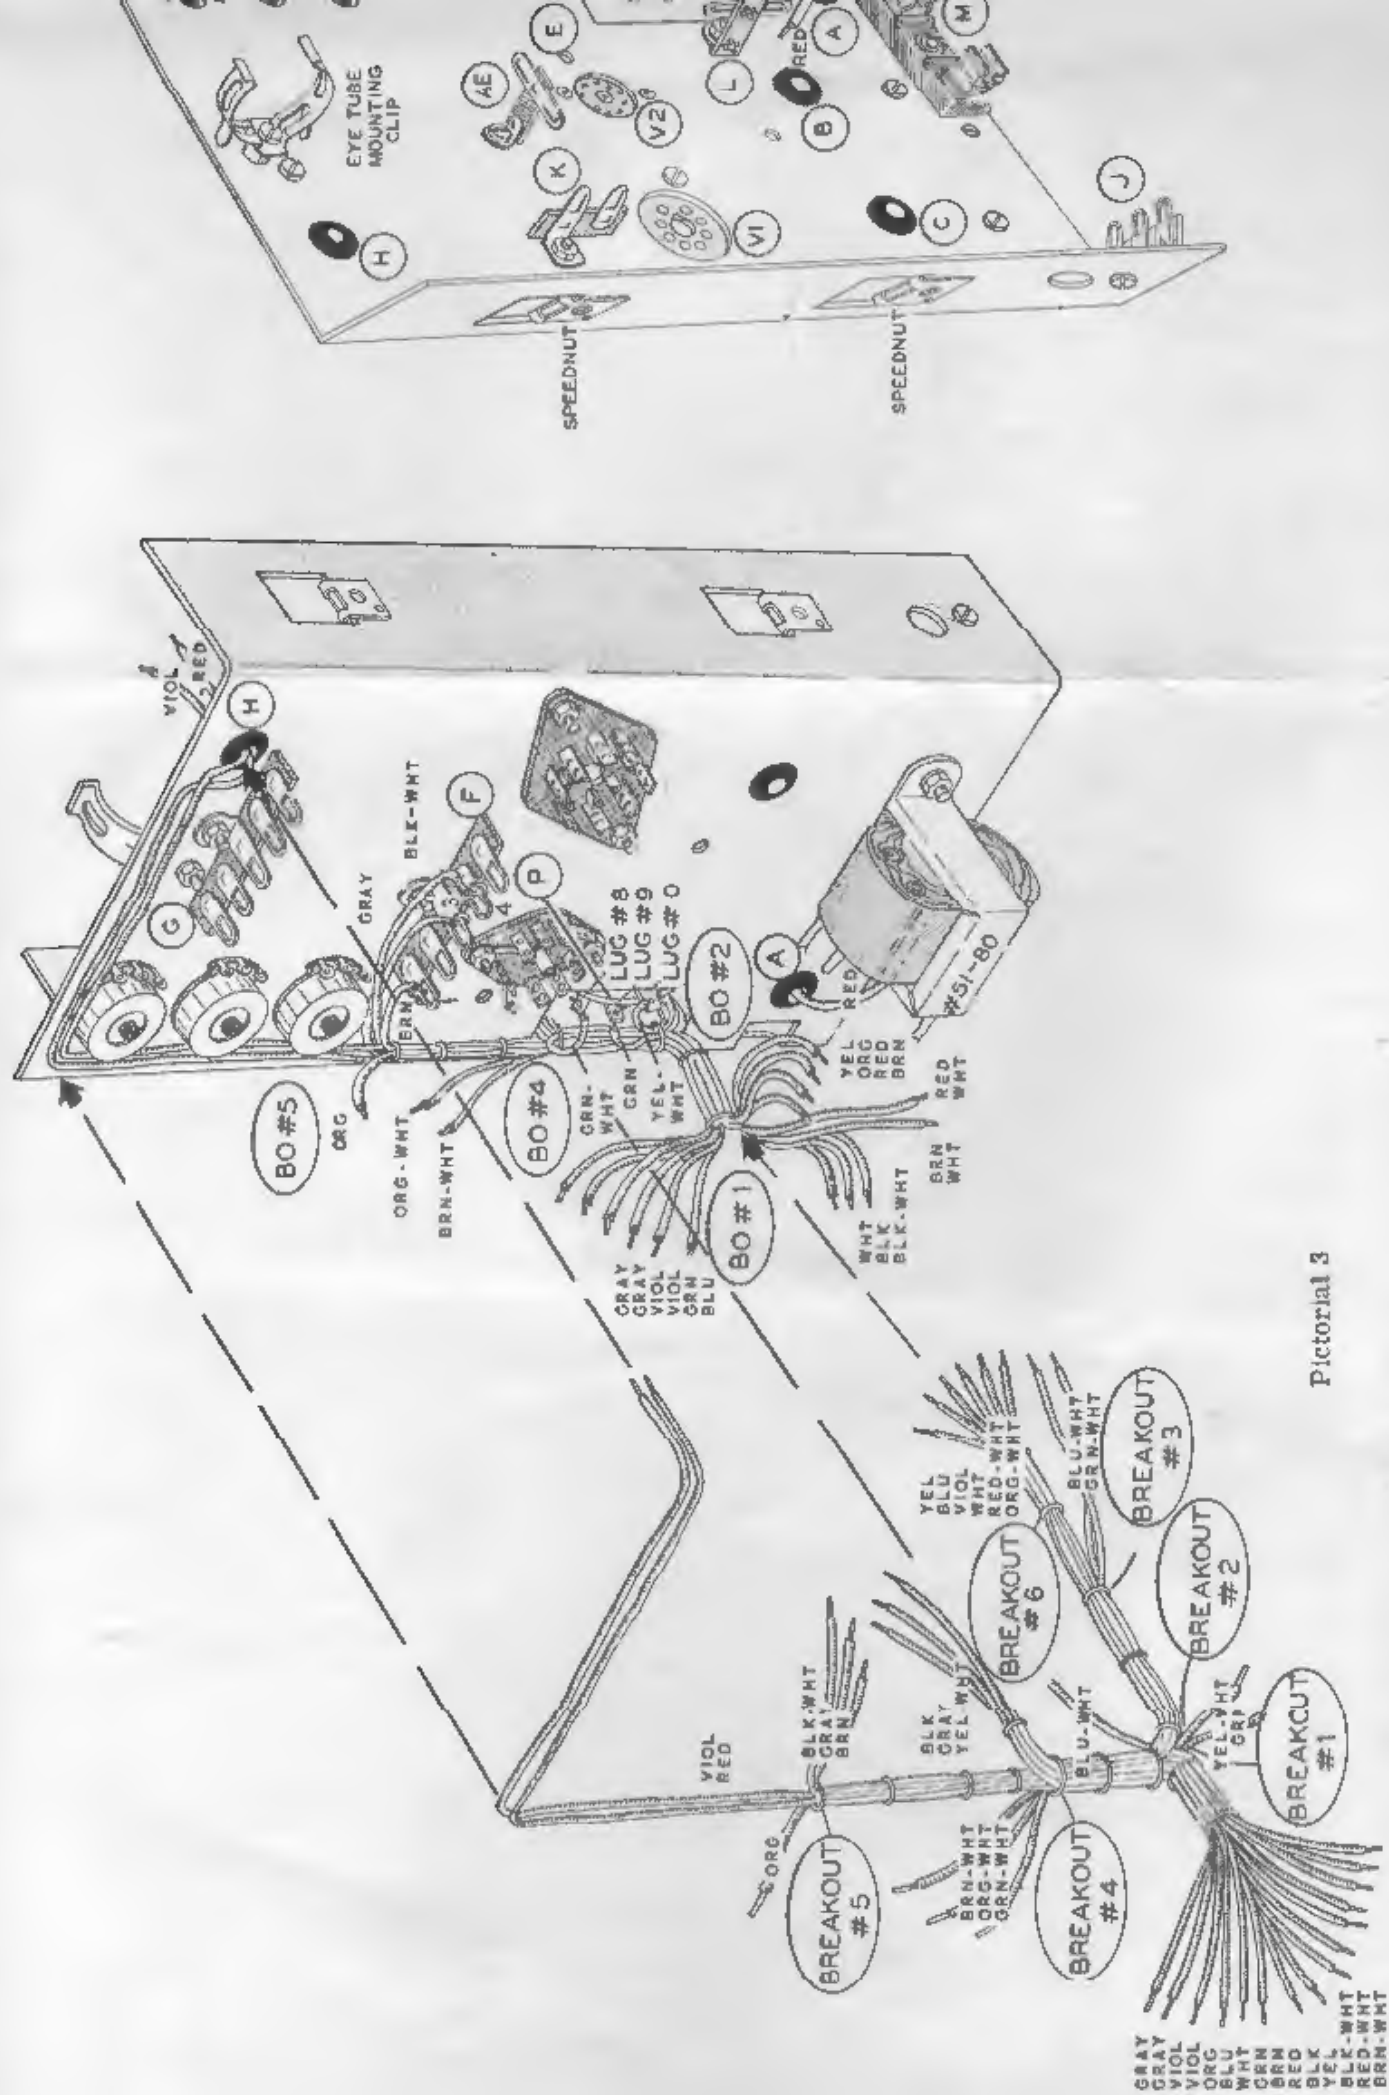 EYE TUBE
MOUNTING
CLIP
H
AE
E
K
V2
V1
L
RED
A
B
M
C
J
SPEEDNUT
SPEEDNUT
VIOL
RED
H
G
GRAY
BLK-WHT
F
3
4
P
BRN
LUG #8
LUG #9
LUG #0
BO #2
A
RED
#51-80
BO #5
ORG
ORG-WHT
BRN-WHT
BO #4
GRN-
WHT
GRN
YEL-
WHT
YEL
ORG
RED
BRN
RED
WHT
BRN
WHT
BO #1
GRAY
GRAY
VIOL
VIOL
GRN
BLU
WHT
BLK
BLK-WHT
VIOL
RED
BLK-WHT
GRAY
BRN
ORG
BREAKOUT
#5
BLK
GRAY
YEL-WHT
BRN-WHT
ORG-WHT
GRN-WHT
BREAKOUT
#4
BLU-WHT
YEL
BLU
VIOL
WHT
RED-WHT
ORG-WHT
BREAKOUT
#6
BLU-WHT
GRN-WHT
BREAKOUT
#3
BREAKOUT
#2
YEL-WHT
BREAKOUT
#1
GRAY
GRAY
VIOL
VIOL
ORG
BLU
WHT
GRN
BRN
RED
BLK
YEL
BLK-WHT
RED-WHT
BRN-WHT
Pictorial 3